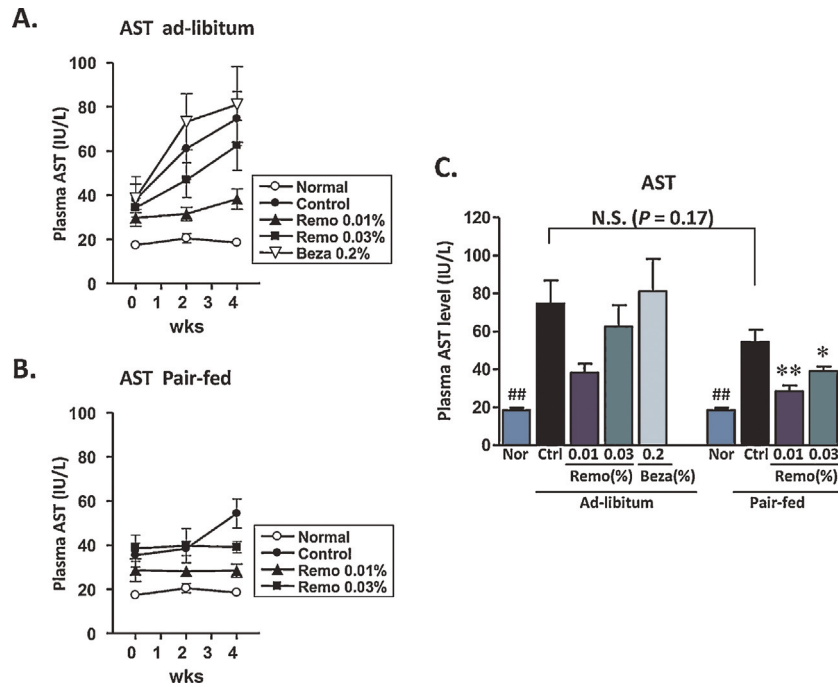 A.
AST ad-libitum
Plasma AST (IU/L)
100
80
60
40
20
0
0 1 2 3 4
wks
Normal
Control
Remo 0.01%
Remo 0.03%
Beza 0.2%
B.
AST Pair-fed
Plasma AST (IU/L)
100
80
60
40
20
0
0 1 2 3 4
wks
Normal
Control
Remo 0.01%
Remo 0.03%
C.
AST
N.S. (P = 0.17)
Plasma AST level (IU/L)
120
100
80
60
40
20
0
## ## ** *
Nor Ctrl 0.01 0.03 0.2 Nor Ctrl 0.01 0.03
Remo(%) Beza(%) Remo(%)
Ad-libitum Pair-fed